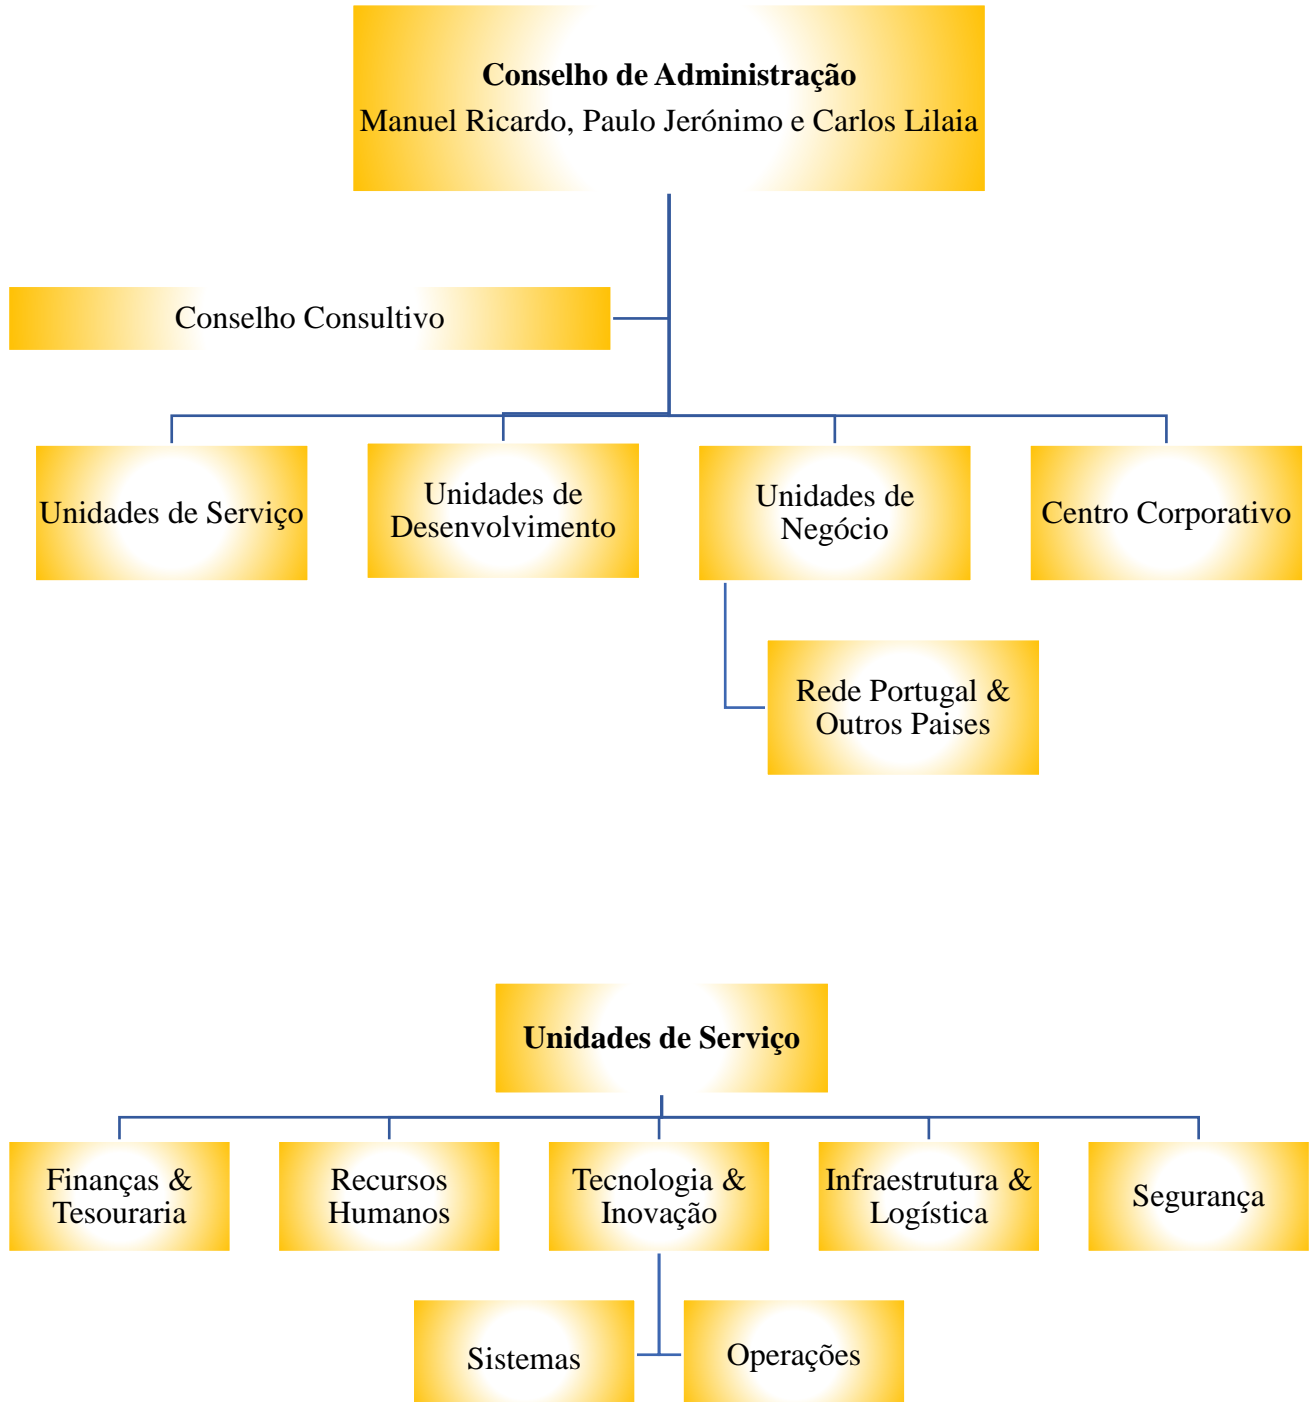 Conselho de Administração
Manuel Ricardo, Paulo Jerónimo e Carlos Lilaia
Conselho Consultivo
Unidades de Serviço
Unidades de
Desenvolvimento
Unidades de
Negócio
Centro Corporativo
Rede Portugal &
Outros Paises
Unidades de Serviço
Finanças &
Tesouraria
Recursos
Humanos
Tecnologia &
Inovação
Infraestrutura &
Logística
Segurança
Sistemas
Operações